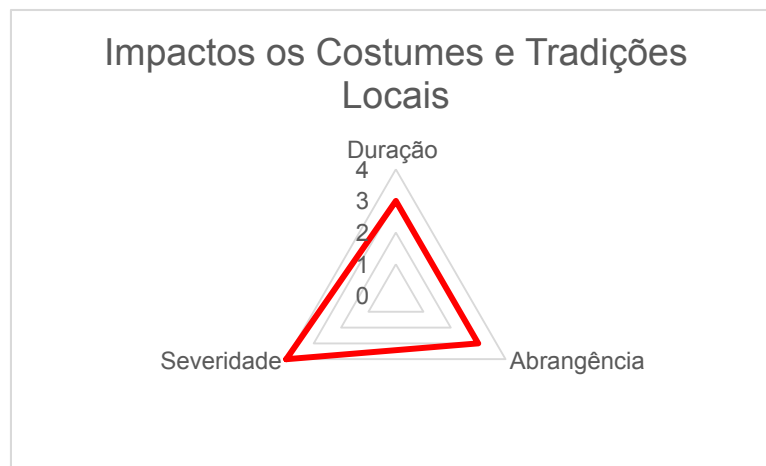 Impactos os Costumes e Tradições
Locais
Duração
4
3
2
1
0
Severidade
Abrangência